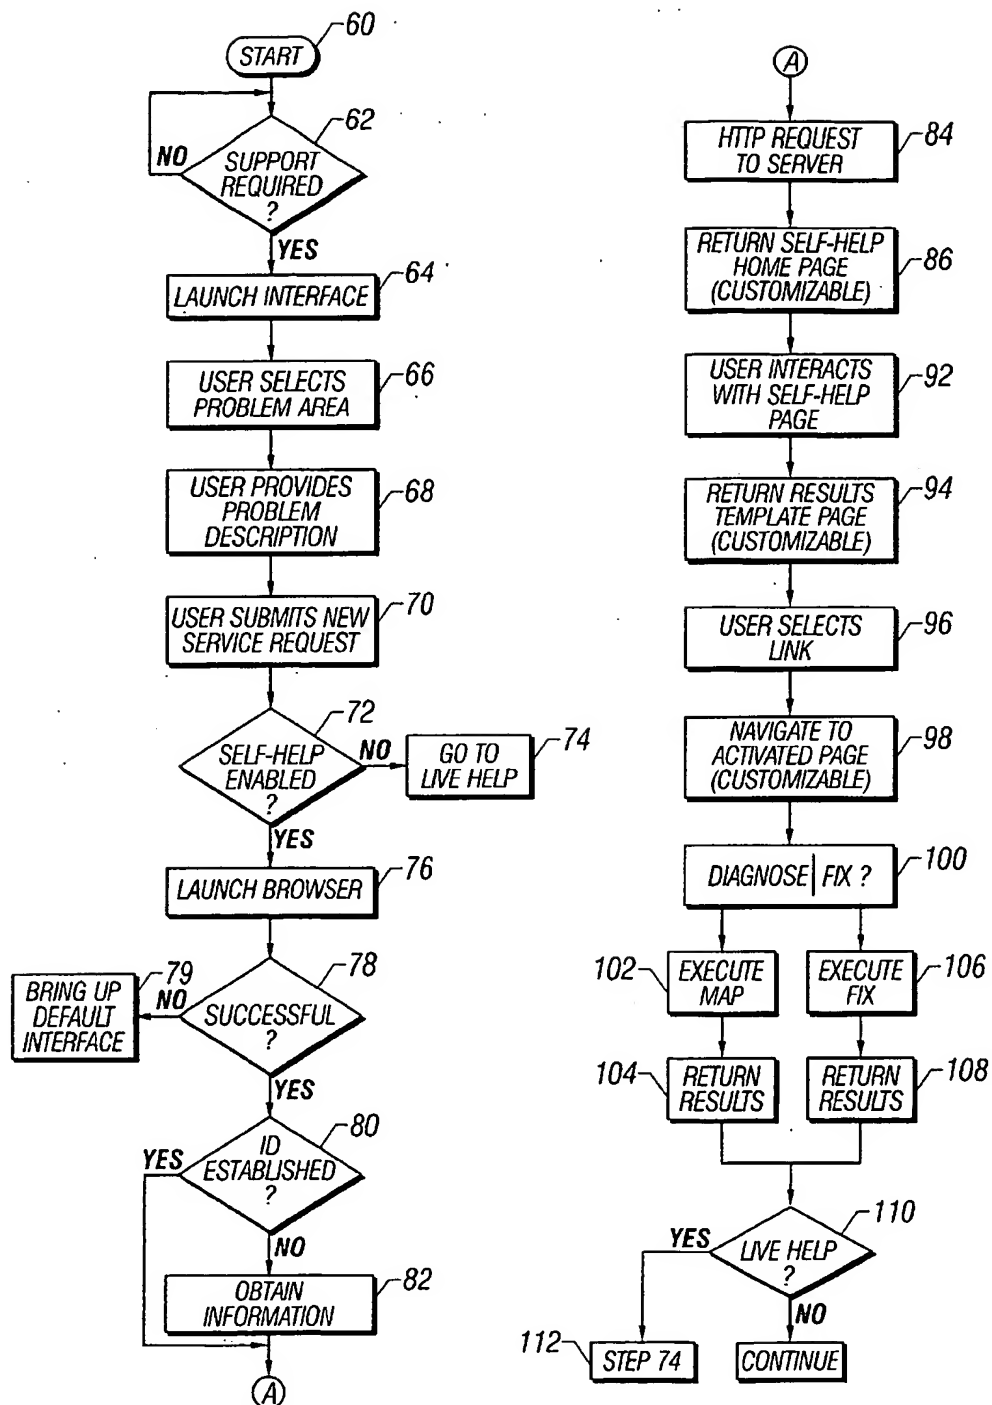 60
START
62
NO
SUPPORT
REQUIRED
?
YES
64
LAUNCH INTERFACE
66
USER SELECTS
PROBLEM AREA
68
USER PROVIDES
PROBLEM
DESCRIPTION
70
USER SUBMITS NEW
SERVICE REQUEST
72
SELF-HELP
ENABLED
?
NO
74
GO TO
LIVE HELP
YES
76
LAUNCH BROWSER
78
SUCCESSFUL
?
NO
79
BRING UP
DEFAULT
INTERFACE
YES
80
ID
ESTABLISHED
?
YES
NO
82
OBTAIN
INFORMATION
A
A
84
HTTP REQUEST
TO SERVER
86
RETURN SELF-HELP
HOME PAGE
(CUSTOMIZABLE)
92
USER INTERACTS
WITH SELF-HELP
PAGE
94
RETURN RESULTS
TEMPLATE PAGE
(CUSTOMIZABLE)
96
USER SELECTS
LINK
98
NAVIGATE TO
ACTIVATED PAGE
(CUSTOMIZABLE)
100
DIAGNOSE | FIX ?
102
EXECUTE
MAP
106
EXECUTE
FIX
104
RETURN
RESULTS
108
RETURN
RESULTS
110
LIVE HELP
?
YES
NO
112
STEP 74
CONTINUE